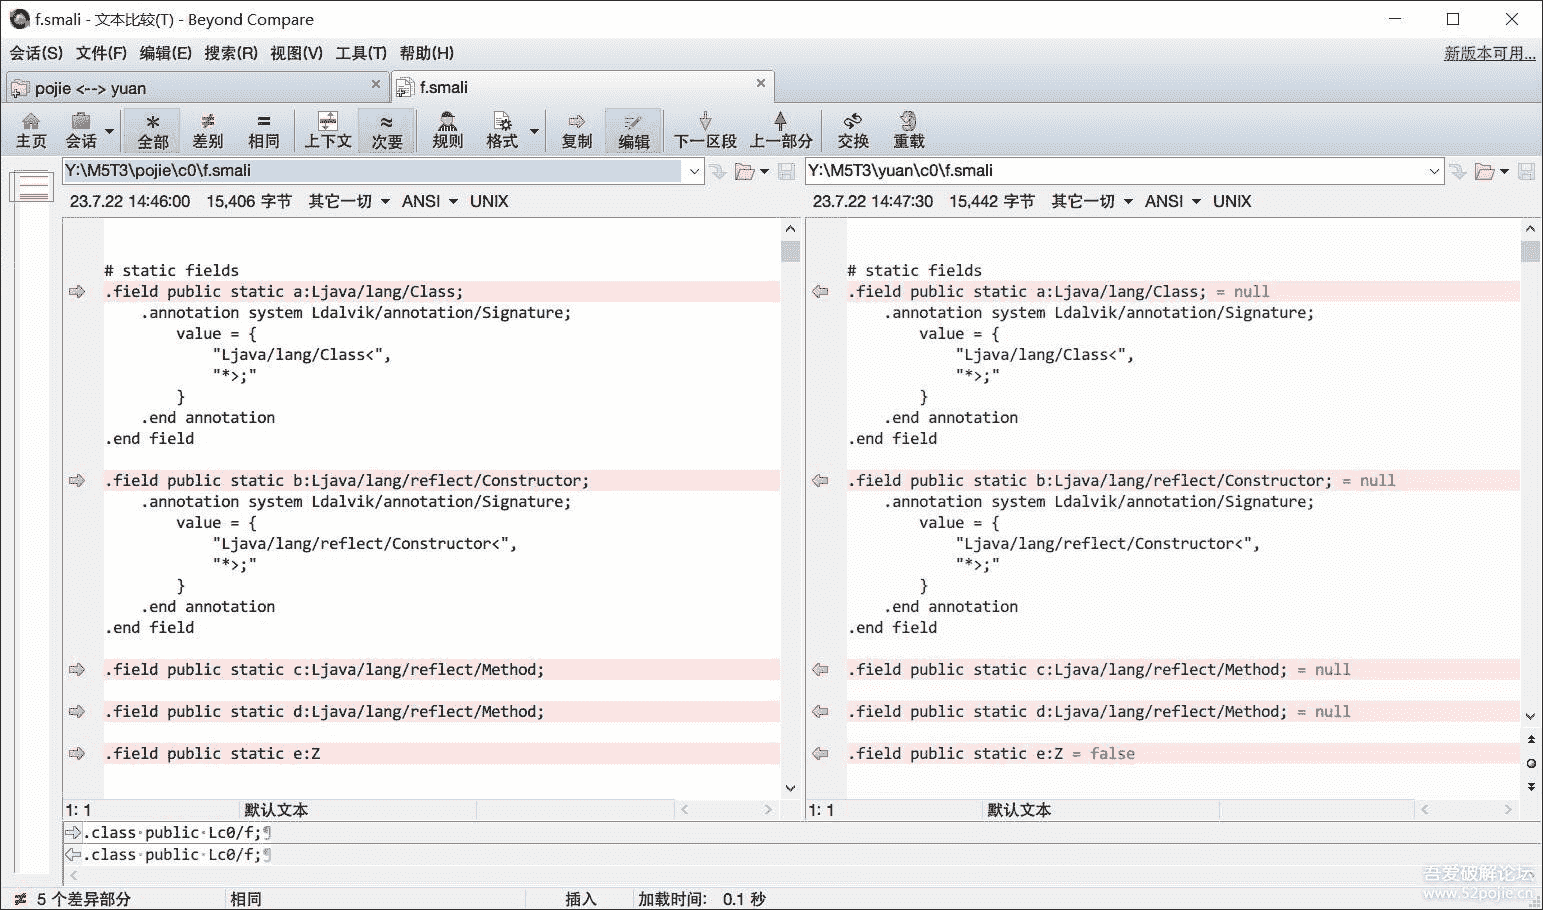 f.smali - 文本比较(T) - Beyond Compare
会话(S) 文件(F) 编辑(E) 搜索(R) 视图(V) 工具(T) 帮助(H) 新版本可用...
pojie <--> yuan f.smali
主页 会话 全部 差别 相同 上下文 次要 规则 格式 复制 编辑 下一区段 上一部分 交换 重载
Y:\M5T3\pojie\c0\f.smali Y:\M5T3\yuan\c0\f.smali
23.7.22 14:46:00 15,406 字节 其它一切 ANSI UNIX 23.7.22 14:47:30 15,442 字节 其它一切 ANSI UNIX
# static fields
.field public static a:Ljava/lang/Class;
.annotation system Ldalvik/annotation/Signature;
value = {
"Ljava/lang/Class<",
"*>;"
}
.end annotation
.end field
.field public static b:Ljava/lang/reflect/Constructor;
.annotation system Ldalvik/annotation/Signature;
value = {
"Ljava/lang/reflect/Constructor<",
"*>;"
}
.end annotation
.end field
.field public static c:Ljava/lang/reflect/Method;
.field public static d:Ljava/lang/reflect/Method;
.field public static e:Z
# static fields
.field public static a:Ljava/lang/Class; = null
.annotation system Ldalvik/annotation/Signature;
value = {
"Ljava/lang/Class<",
"*>;"
}
.end annotation
.end field
.field public static b:Ljava/lang/reflect/Constructor; = null
.annotation system Ldalvik/annotation/Signature;
value = {
"Ljava/lang/reflect/Constructor<",
"*>;"
}
.end annotation
.end field
.field public static c:Ljava/lang/reflect/Method; = null
.field public static d:Ljava/lang/reflect/Method; = null
.field public static e:Z = false
1: 1 默认文本 1: 1 默认文本
.class·public·Lc0/f;¶
.class·public·Lc0/f;¶
5 个差异部分 相同 插入 加载时间: 0.1 秒
吾爱破解论坛
www.52pojie.cn